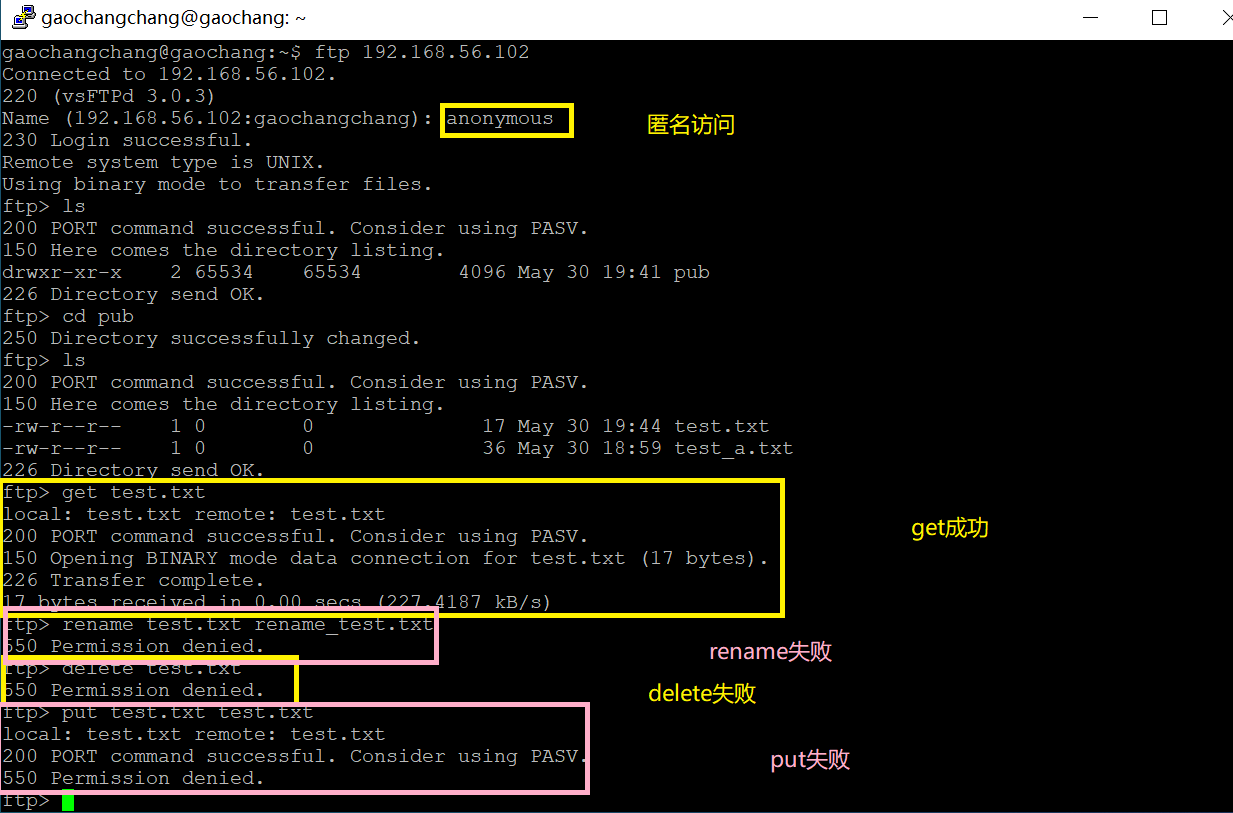 gaochangchang@gaochang: ~
gaochangchang@gaochang:~$ ftp 192.168.56.102
Connected to 192.168.56.102.
220 (vsFTPd 3.0.3)
Name (192.168.56.102:gaochangchang): anonymous
匿名访问
230 Login successful.
Remote system type is UNIX.
Using binary mode to transfer files.
ftp> ls
200 PORT command successful. Consider using PASV.
150 Here comes the directory listing.
drwxr-xr-x    2 65534    65534        4096 May 30 19:41 pub
226 Directory send OK.
ftp> cd pub
250 Directory successfully changed.
ftp> ls
200 PORT command successful. Consider using PASV.
150 Here comes the directory listing.
-rw-r--r--    1 0        0              17 May 30 19:44 test.txt
-rw-r--r--    1 0        0              36 May 30 18:59 test_a.txt
226 Directory send OK.
ftp> get test.txt
local: test.txt remote: test.txt
get成功
200 PORT command successful. Consider using PASV.
150 Opening BINARY mode data connection for test.txt (17 bytes).
226 Transfer complete.
17 bytes received in 0.00 secs (227.4187 kB/s)
ftp> rename test.txt rename_test.txt
550 Permission denied.
rename失败
ftp> delete test.txt
550 Permission denied.
delete失败
ftp> put test.txt test.txt
local: test.txt remote: test.txt
200 PORT command successful. Consider using PASV.
put失败
550 Permission denied.
ftp>